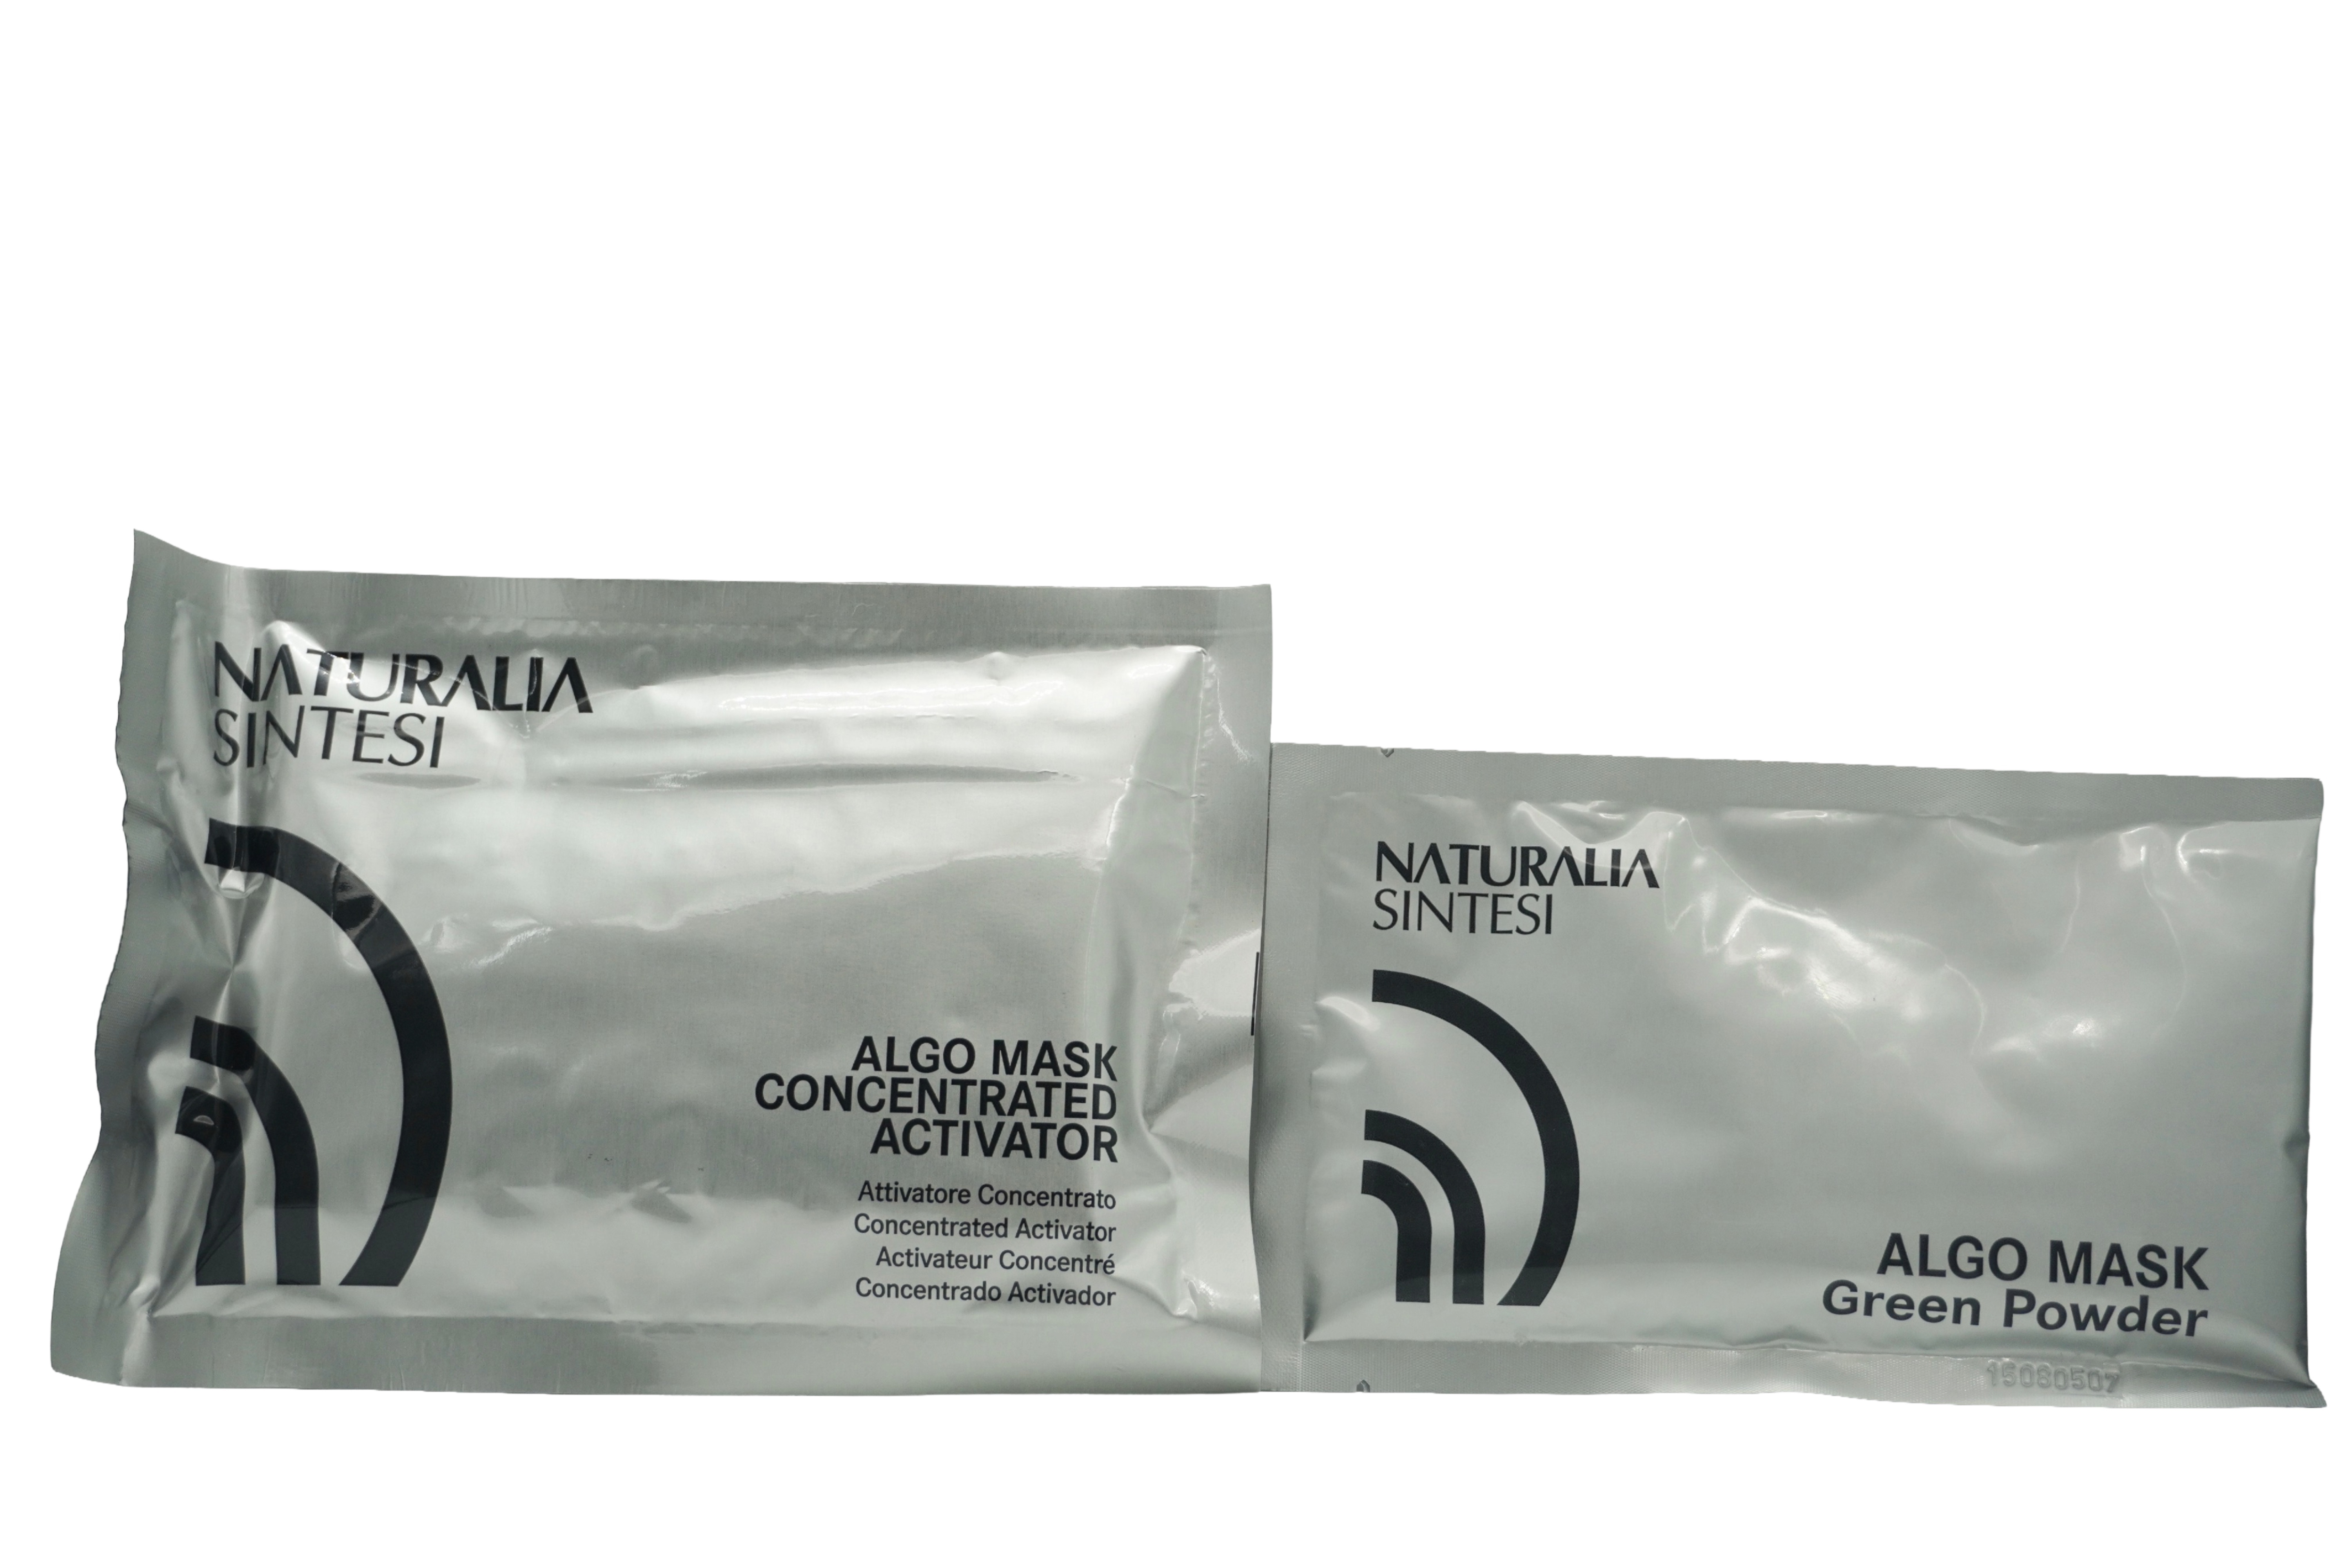 NATURALIA
SINTESI
ALGO MASK
CONCENTRATED
ACTIVATOR
Attivatore Concentrato
Concentrated Activator
Activateur Concentré
Concentrado Activador
NATURALIA
SINTESI
ALGO MASK
Green Powder
15080507